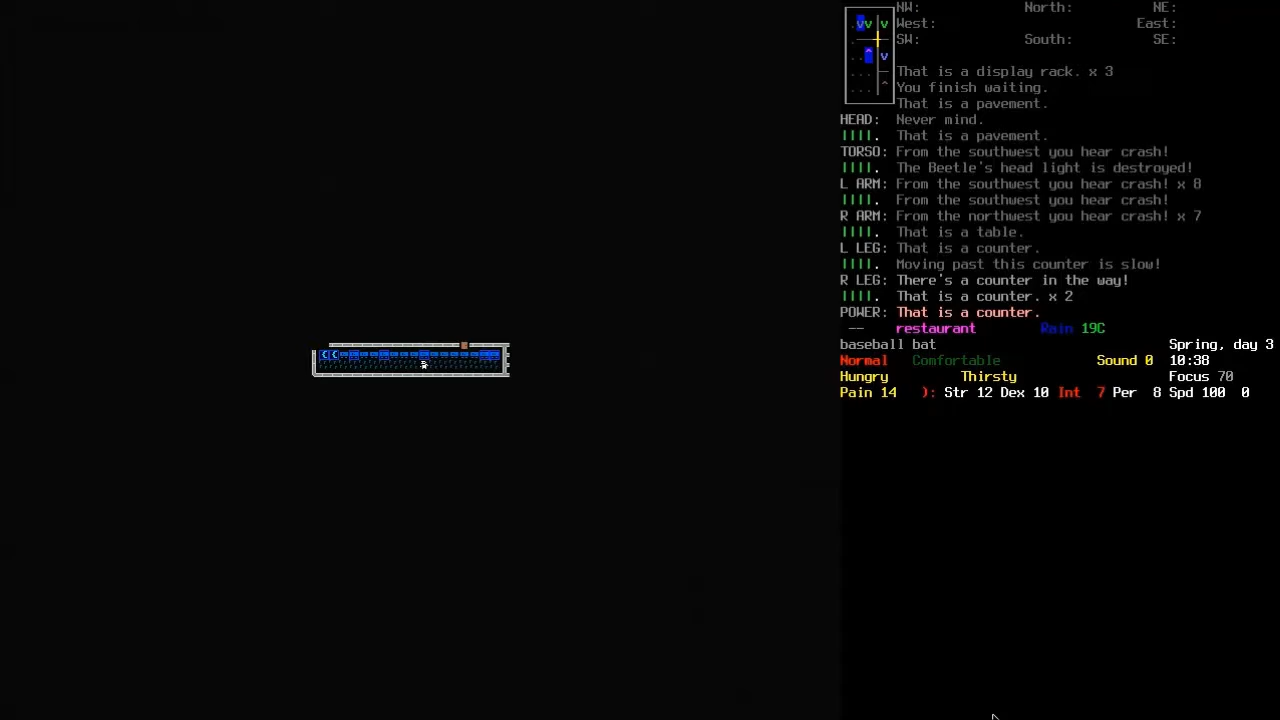 NW: North: NE:
West: East:
SW: South: SE:
That is a display rack. x 3
You finish waiting.
That is a pavement.
HEAD: Never mind.
||||. That is a pavement.
TORSO: From the southwest you hear crash!
||||. The Beetle's head light is destroyed!
L ARM: From the southwest you hear crash! x 8
||||. From the southwest you hear crash!
R ARM: From the northwest you hear crash! x 7
||||. That is a table.
L LEG: That is a counter.
||||. Moving past this counter is slow!
R LEG: There's a counter in the way!
||||. That is a counter. x 2
POWER: That is a counter.
-- restaurant Rain 19C
baseball bat Spring, day 3
Normal Comfortable Sound 0 10:38
Hungry Thirsty Focus 70
Pain 14 ): Str 12 Dex 10 Int 7 Per 8 Spd 100 0